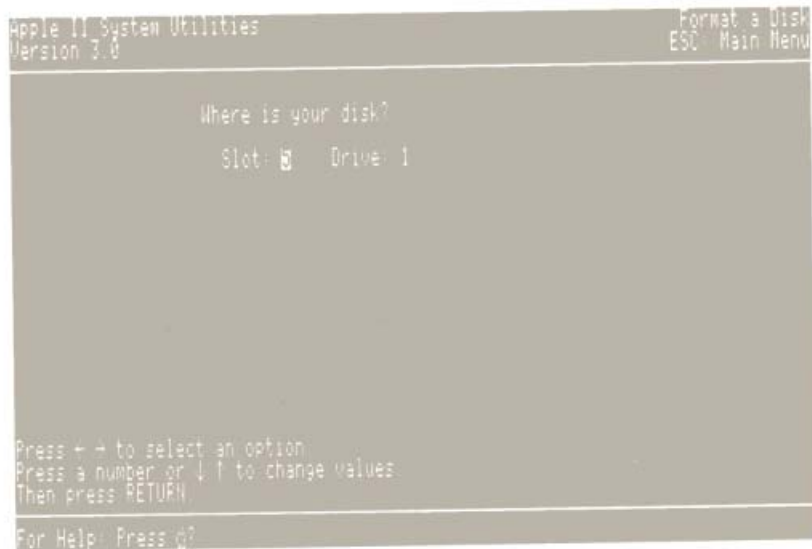 Apple II System Utilities
Version 3.0
Format a Disk
ESC: Main Menu
Where is your disk?
Slot: 5 Drive: 1
Press ← → to select an option
Press a number or ↓ ↑ to change values
Then press RETURN
For Help: Press ?